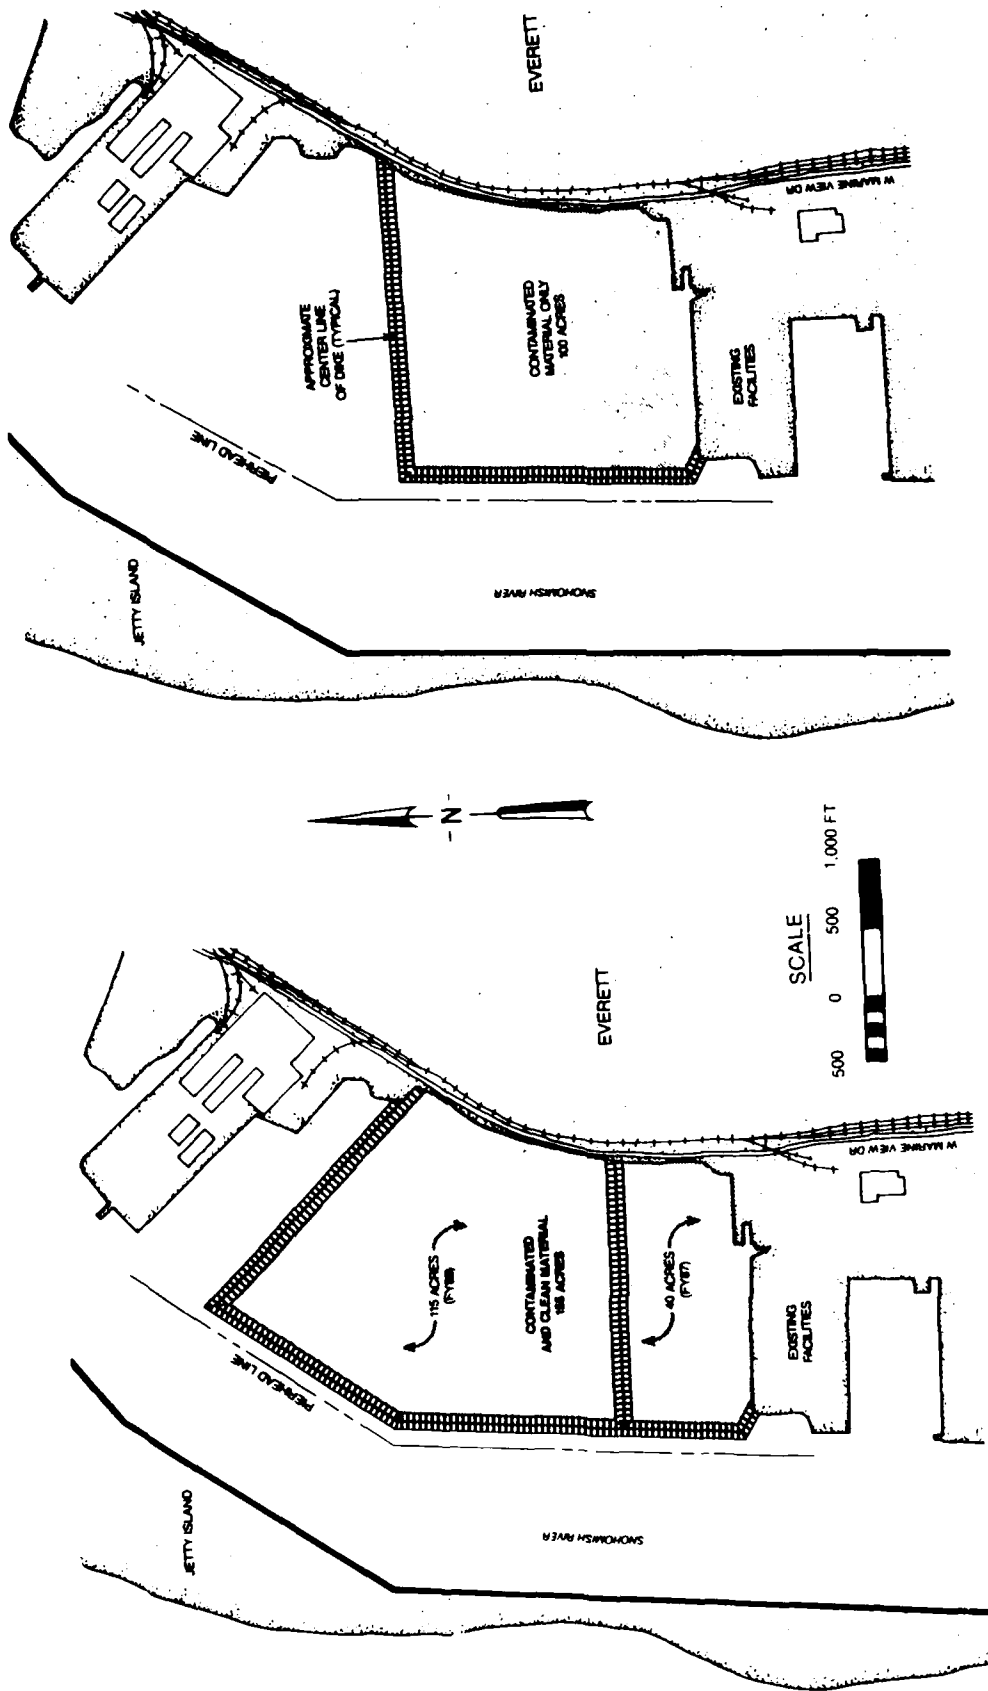 EVERETT
APPROXIMATE
CENTER LINE
OF DIKE (TYPICAL)
PIERHEAD LINE
CONTAMINATED
MATERIAL ONLY
100 ACRES
W MARINE VIEW DR
EXISTING
FACILITIES
JETTY ISLAND
SNOHOMISH RIVER
- N -
SCALE
500
0
500
1,000 FT
EVERETT
PIERHEAD LINE
115 ACRES
CONTAMINATED
AND CLEAN MATERIAL
ACRES
40 ACRES
(FY87)
W MARINE VIEW DR
EXISTING
FACILITIES
JETTY ISLAND
SNOHOMISH RIVER